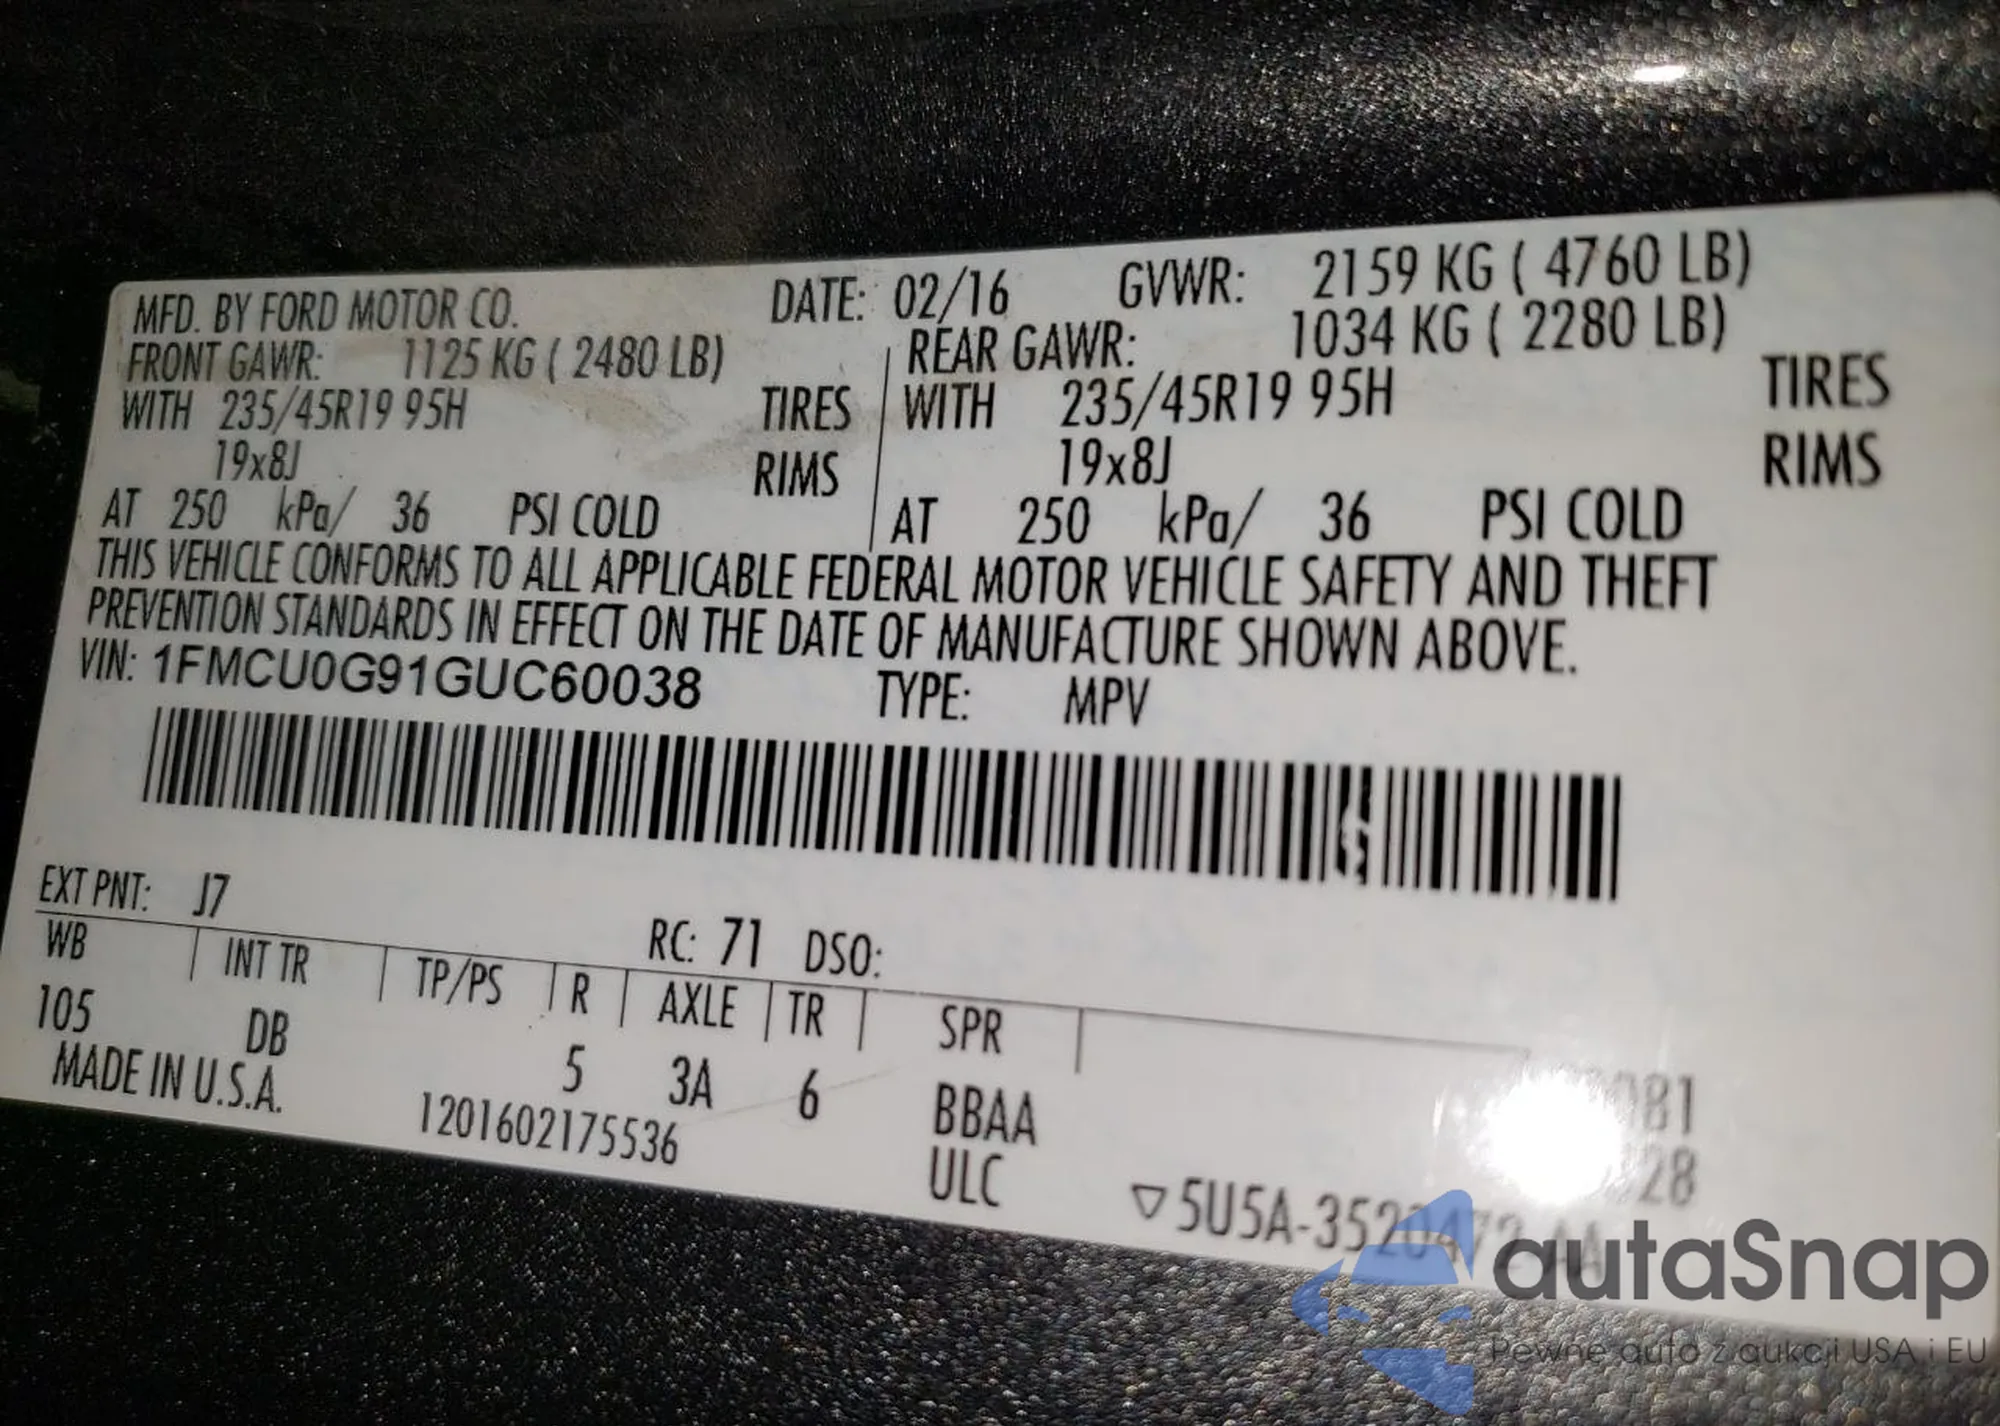 MFD. BY FORD MOTOR CO. DATE: 02/16 GVWR: 2159 KG ( 4760 LB)
FRONT GAWR: 1125 KG ( 2480 LB) REAR GAWR: 1034 KG ( 2280 LB)
WITH 235/45R19 95H TIRES WITH 235/45R19 95H TIRES
19x8J RIMS 19x8J RIMS
AT 250 kPa/ 36 PSI COLD AT 250 kPa/ 36 PSI COLD
THIS VEHICLE CONFORMS TO ALL APPLICABLE FEDERAL MOTOR VEHICLE SAFETY AND THEFT
PREVENTION STANDARDS IN EFFECT ON THE DATE OF MANUFACTURE SHOWN ABOVE.
VIN: 1FMCU0G91GUC60038 TYPE: MPV
EXT PNT: J7 RC: 71 DSO:
WB INT TR TP/PS R AXLE TR SPR
105 DB 5 3A 6 BBAA
MADE IN U.S.A. 1201602175536 ULC
▽5U5A-3520472-AA
autaSnap
Pewne auto z aukcji USA i EU